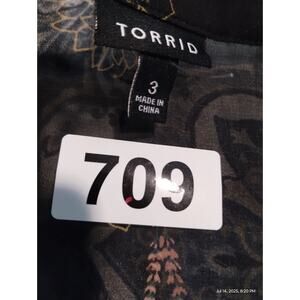 TORRID
3
MADE IN
CHINA
709
Jul 14, 2025, 8:20 PM